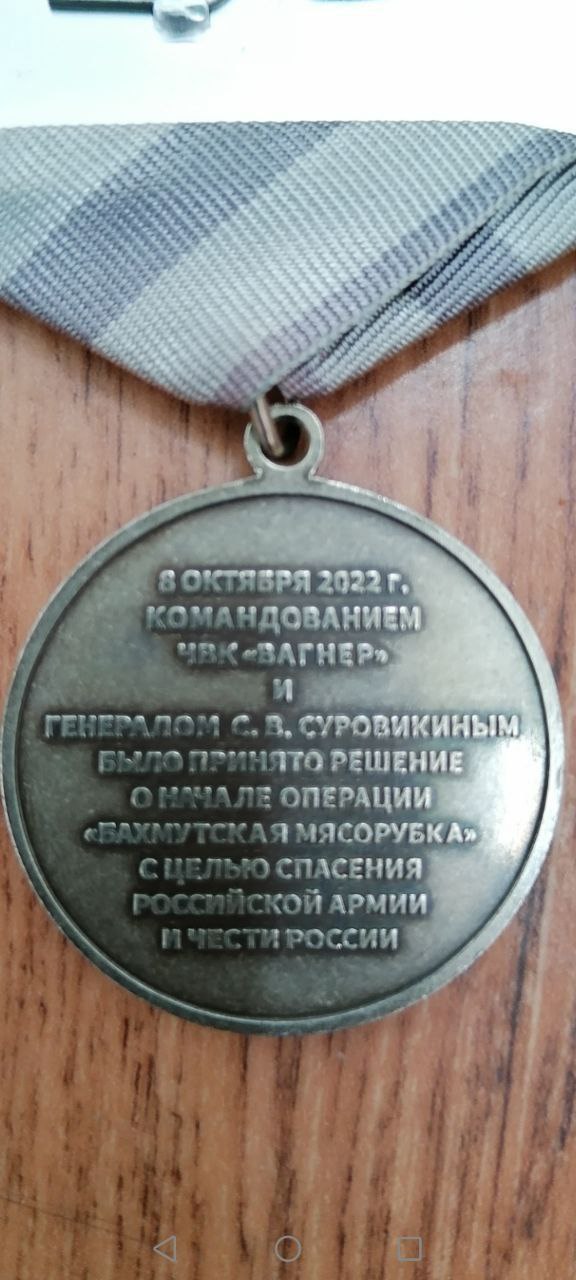 8 ОКТЯБРЯ 2022 г.
КОМАНДОВАНИЕМ
ЧВК «ВАГНЕР»
И
ГЕНЕРАЛОМ С. В. СУРОВИКИНЫМ
БЫЛО ПРИНЯТО РЕШЕНИЕ
О НАЧАЛЕ ОПЕРАЦИИ
«БАХМУТСКАЯ МЯСОРУБКА»
С ЦЕЛЬЮ СПАСЕНИЯ
РОССИЙСКОЙ АРМИИ
И ЧЕСТИ РОССИИ